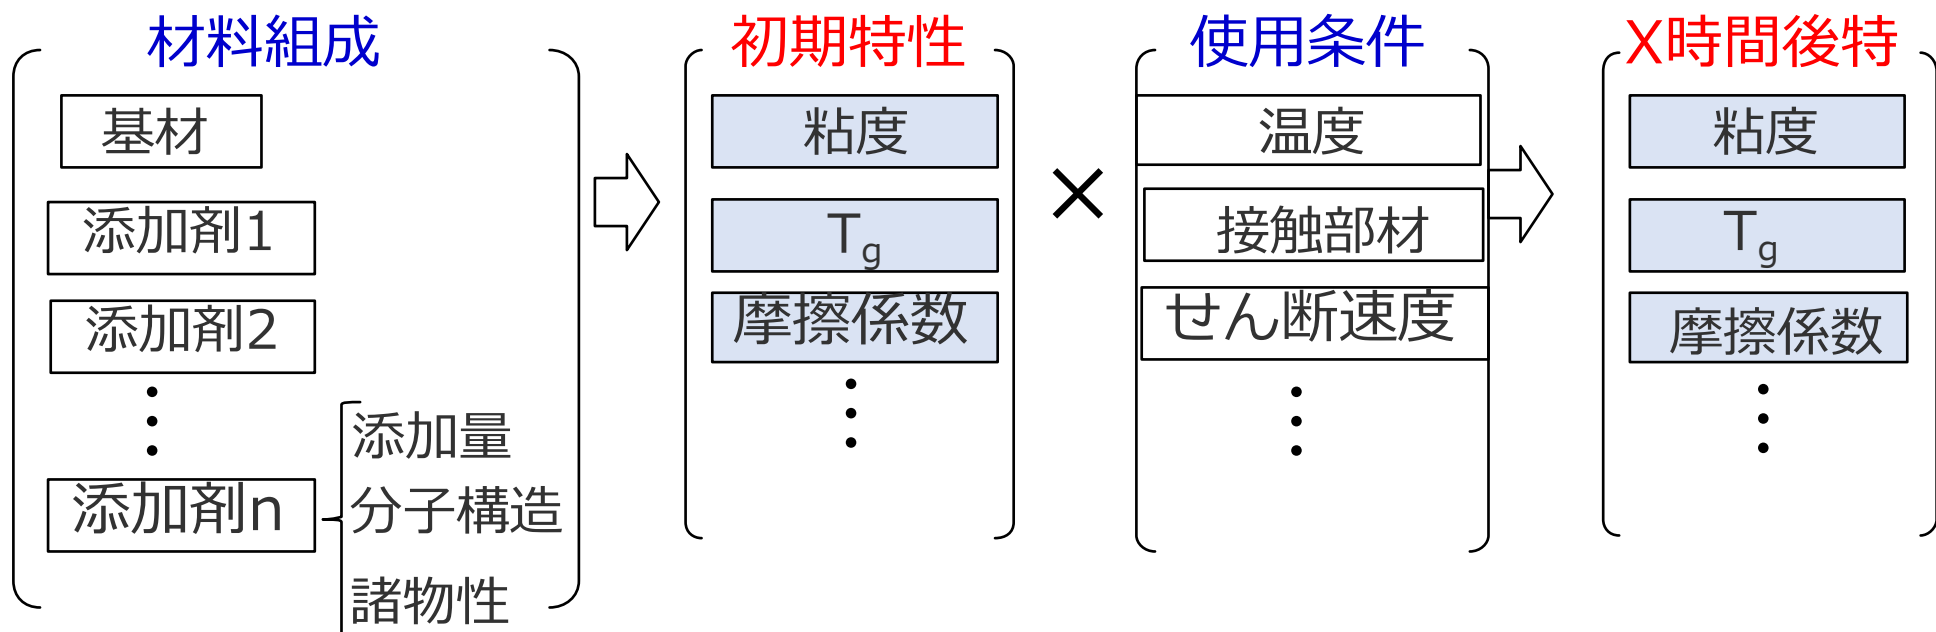 材料組成
基材
添加剤1
添加剤2
添加剤n
添加量
分子構造
諸物性
初期特性
粘度
Tg
摩擦係数
×
使用条件
温度
接触部材
せん断速度
X時間後特
粘度
Tg
摩擦係数